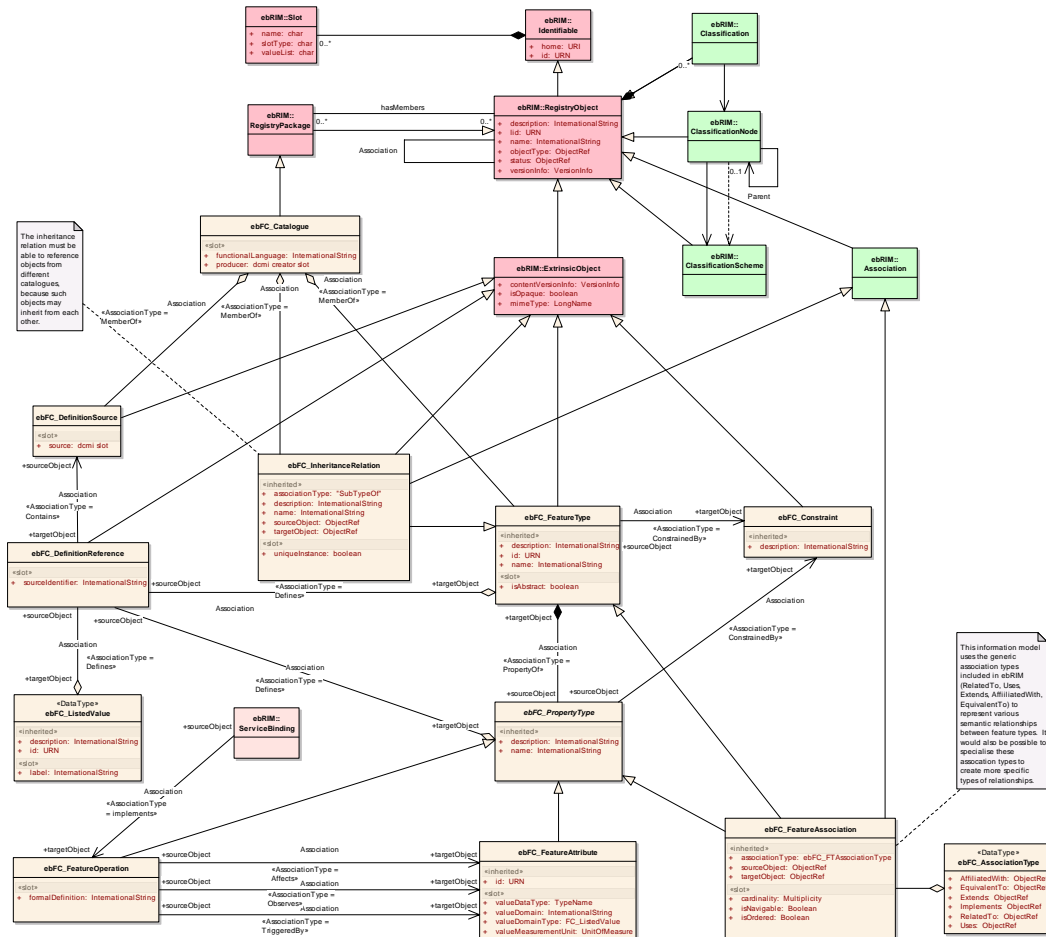 ebRIM::Slot
+ name: char
+ slotType: char
+ valueList: char
0..*
ebRIM::
Identifiable
+ home: URI
+ id: URN
ebRIM::
Classification
0..*
ebRIM::
RegistryPackage
hasMembers
0..*
0..*
Association
ebRIM::RegistryObject
+ description: InternationalString
+ lid: URN
+ name: InternationalString
+ objectType: ObjectRef
+ status: ObjectRef
+ versionInfo: VersionInfo
ebRIM::
ClassificationNode
0..1
Parent
ebRIM::
ClassificationScheme
ebRIM::
Association
The inheritance
relation must be
able to reference
objects from
different
catalogues,
because such
objects may
inherit from each
other.
ebFC_Catalogue
«slot»
+ functionalLanguage: InternationalString
+ producer: dcmi creator slot
Association
«AssociationType =
MemberOf»
Association
«AssociationType =
MemberOf»
Association
«AssociationType =
MemberOf»
ebRIM::ExtrinsicObject
+ contentVersionInfo: VersionInfo
+ isOpaque: boolean
+ mimeType: LongName
ebFC_DefinitionSource
«slot»
+ source: dcmi slot
+sourceObject
Association
«AssociationType =
Contains»
+targetObject
ebFC_InheritanceRelation
«inherited»
+ associationType: "SubTypeOf"
+ description: InternationalString
+ name: InternationalString
+ sourceObject: ObjectRef
+ targetObject: ObjectRef
«slot»
+ uniqueInstance: boolean
ebFC_FeatureType
«inherited»
+ description: InternationalString
+ id: URN
+ name: InternationalString
«slot»
+ isAbstract: boolean
Association
+targetObject
«AssociationType =
ConstrainedBy»
+sourceObject
ebFC_Constraint
«inherited»
+ description: InternationalString
+targetObject
Association
«AssociationType =
ConstrainedBy»
ebFC_DefinitionReference
«slot»
+ sourceIdentifier: InternationalString
+sourceObject
«AssociationType =
Defines»
+targetObject
Association
+sourceObject
+sourceObject
Association
«AssociationType =
Defines»
+targetObject
Association
«AssociationType =
Defines»
+targetObject
+targetObject
Association
«AssociationType =
PropertyOf»
+sourceObject
+sourceObject
«DataType»
ebFC_ListedValue
«inherited»
+ description: InternationalString
+ id: URN
«slot»
+ label: InternationalString
ebRIM::
ServiceBinding
+sourceObject
Association
«AssociationType
= implements»
+targetObject
ebFC_PropertyType
«inherited»
+ description: InternationalString
+ name: InternationalString
This information model
uses the generic
association types
included in ebRIM
(RelatedTo, Uses,
Extends, AffiliatedWith,
EquivalentTo) to
represent various
semantic relationships
between feature types. It
would also be possible to
specialise these
assocation types to
create more specific
types of relationships.
ebFC_FeatureOperation
«slot»
+ formalDefinition: InternationalString
+sourceObject
Association
+targetObject
«AssociationType =
Affects»
+sourceObject
Association
+targetObject
«AssociationType =
Observes»
+sourceObject
Association
+targetObject
«AssociationType =
TriggeredBy»
ebFC_FeatureAttribute
«inherited»
+ id: URN
«slot»
+ valueDataType: TypeName
+ valueDomain: InternationalString
+ valueDomainType: FC_ListedValue
+ valueMeasurementUnit: UnitOfMeasure
ebFC_FeatureAssociation
«inherited»
+ associationType: ebFC_FTAssociationType
+ sourceObject: ObjectRef
+ targetObject: ObjectRef
«slot»
+ cardinality: Multiplicity
+ isNavigable: Boolean
+ isOrdered: Boolean
«DataType»
ebFC_AssociationType
+ AffiliatedWith: ObjectRef
+ EquivalentTo: ObjectRef
+ Extends: ObjectRef
+ Implements: ObjectRef
+ RelatedTo: ObjectRef
+ Uses: ObjectRef